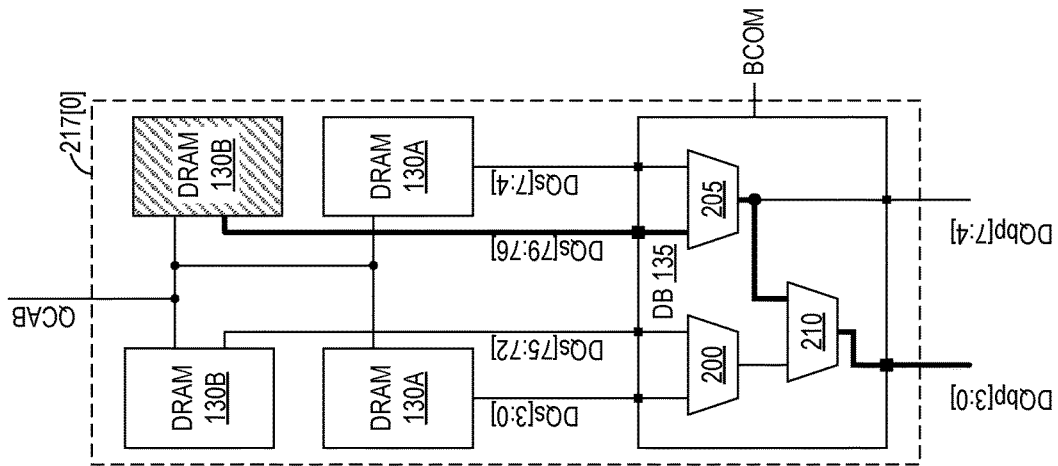 217[0]
QCAB
DRAM
130B
DRAM
130B
DRAM
130A
DRAM
130A
DQs[3:0]
DQs[75:72]
DQs[79:76]
DQs[7:4]
DB 135
200
205
210
BCOM
DQbp[3:0]
DQbp[7:4]